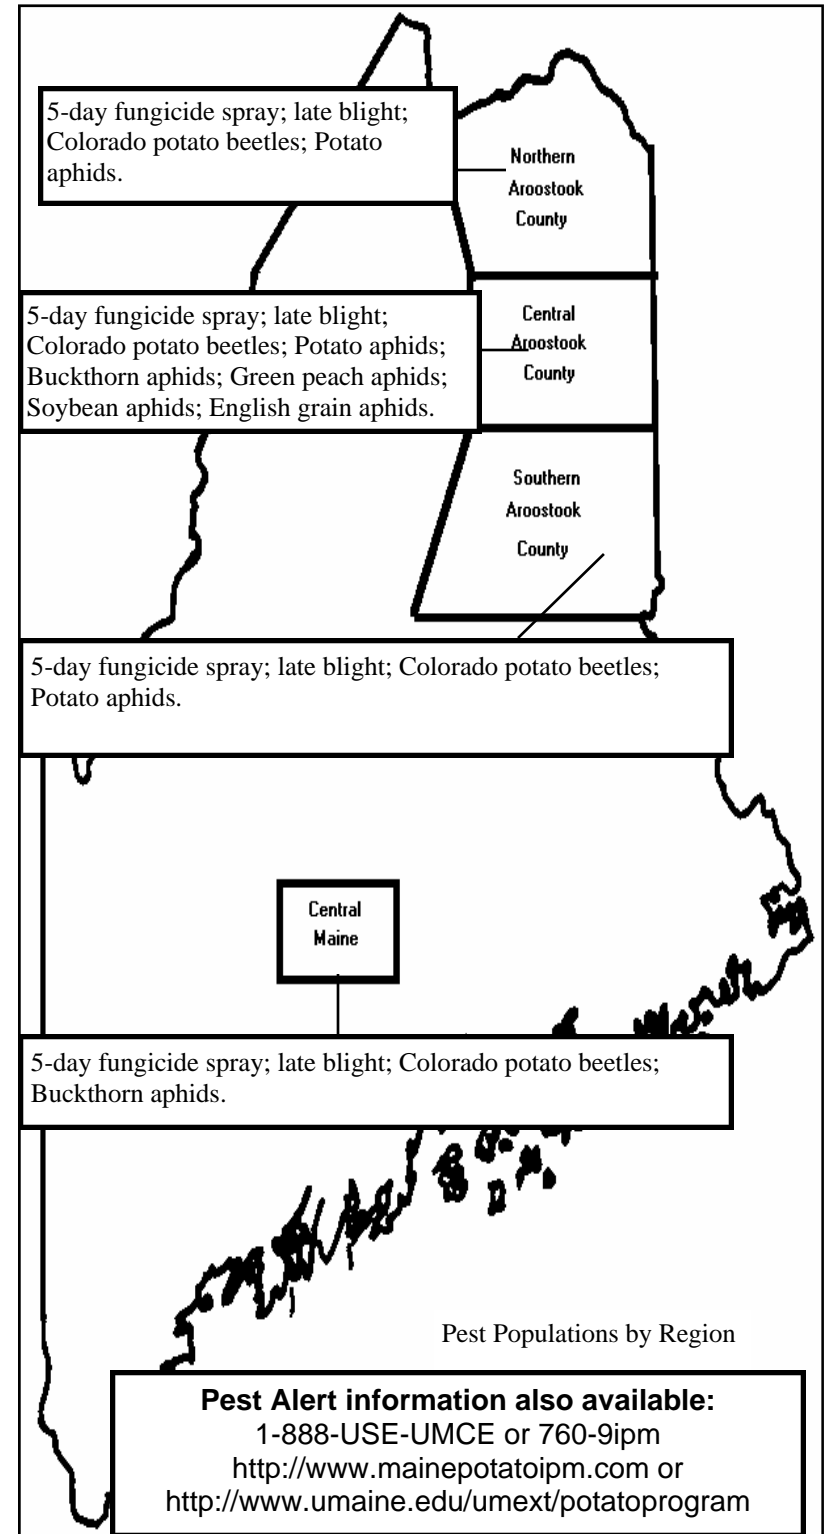 5-day fungicide spray; late blight;
Colorado potato beetles; Potato
aphids.
Northern
Aroostook
County
5-day fungicide spray; late blight;
Colorado potato beetles; Potato aphids;
Buckthorn aphids; Green peach aphids;
Soybean aphids; English grain aphids.
Central
Aroostook
County
Southern
Aroostook
County
5-day fungicide spray; late blight; Colorado potato beetles;
Potato aphids.
Central
Maine
5-day fungicide spray; late blight; Colorado potato beetles;
Buckthorn aphids.
Pest Populations by Region
Pest Alert information also available:
1-888-USE-UMCE or 760-9ipm
http://www.mainepotatoipm.com or
http://www.umaine.edu/umext/potatoprogram